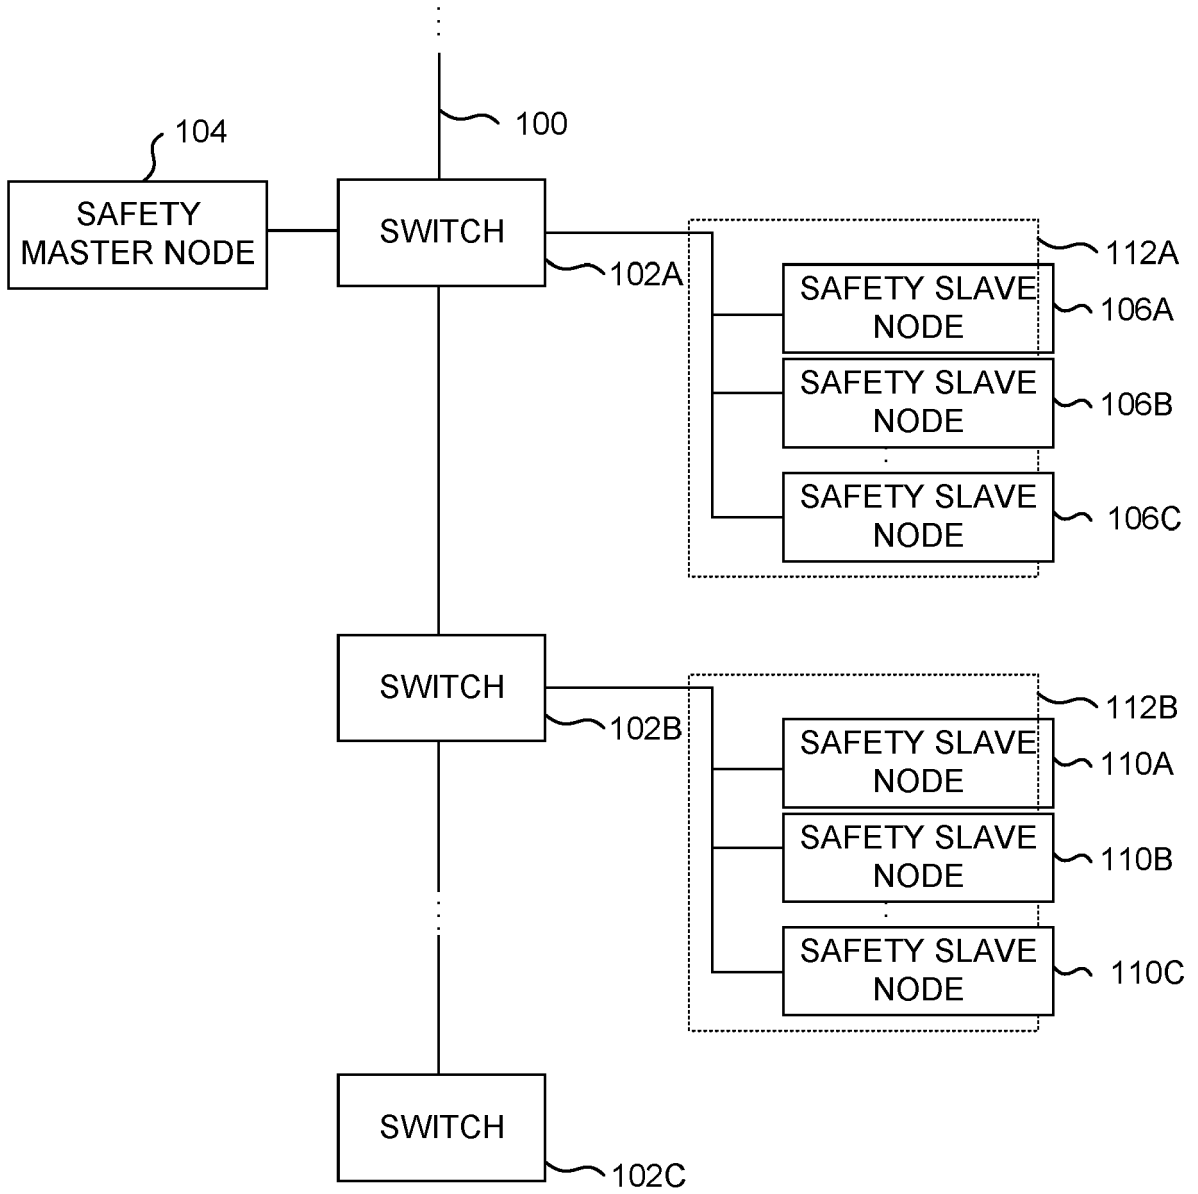 100
104
SAFETY
MASTER NODE
SWITCH
102A
112A
SAFETY SLAVE
NODE
106A
SAFETY SLAVE
NODE
106B
SAFETY SLAVE
NODE
106C
SWITCH
102B
112B
SAFETY SLAVE
NODE
110A
SAFETY SLAVE
NODE
110B
SAFETY SLAVE
NODE
110C
SWITCH
102C